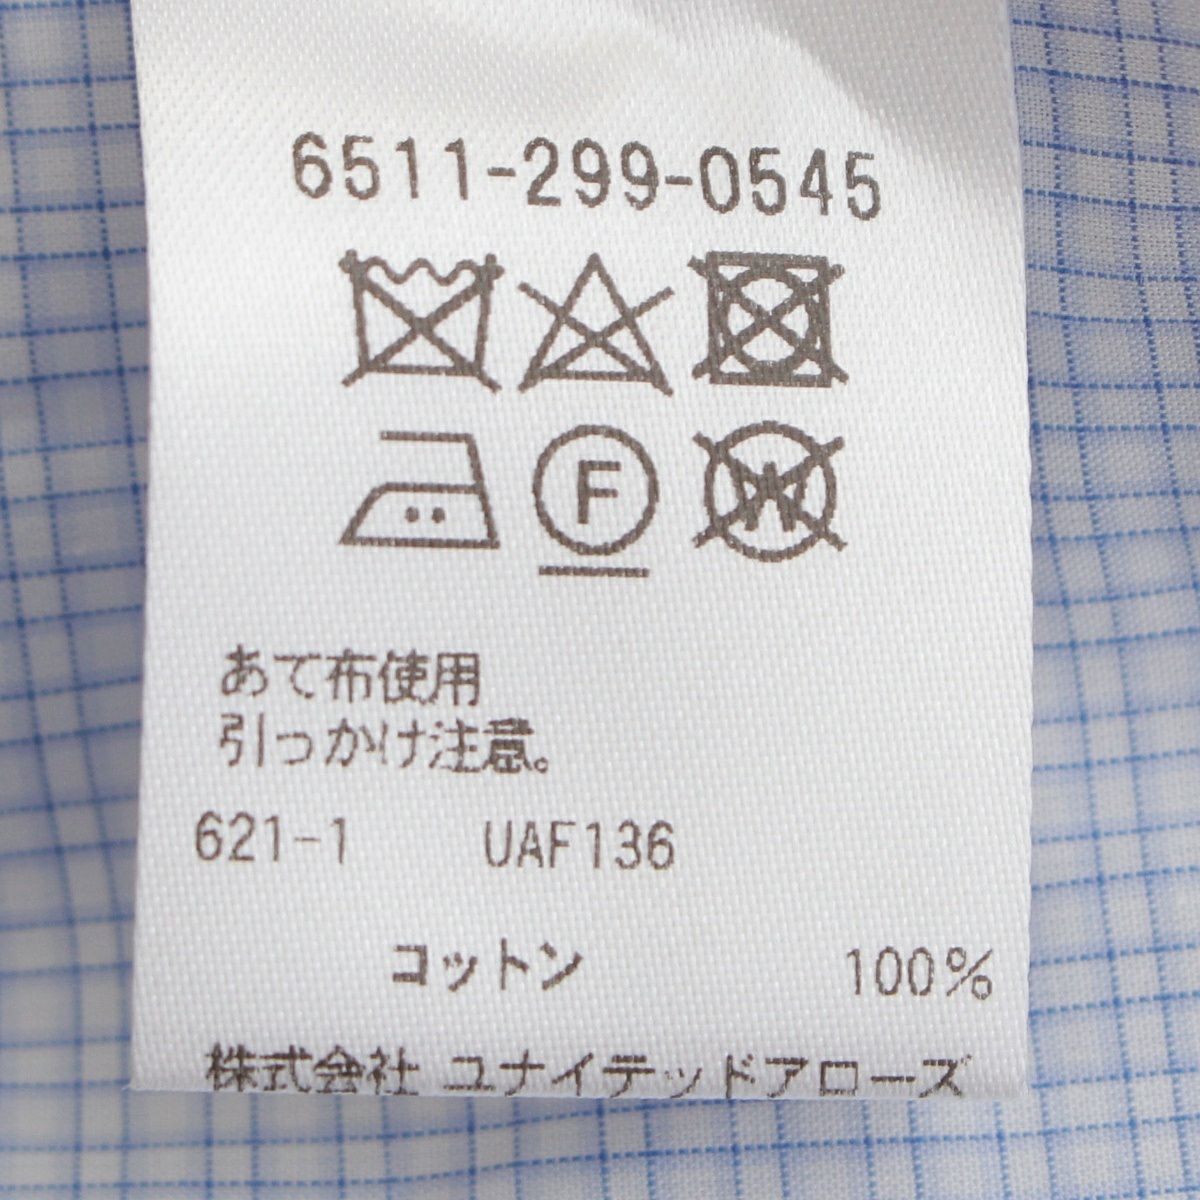 6511-299-0545
F W
あて布使用
引っかけ注意。
621-1 UAF136
コットン 100%
株式会社 ユナイテッドアローズ